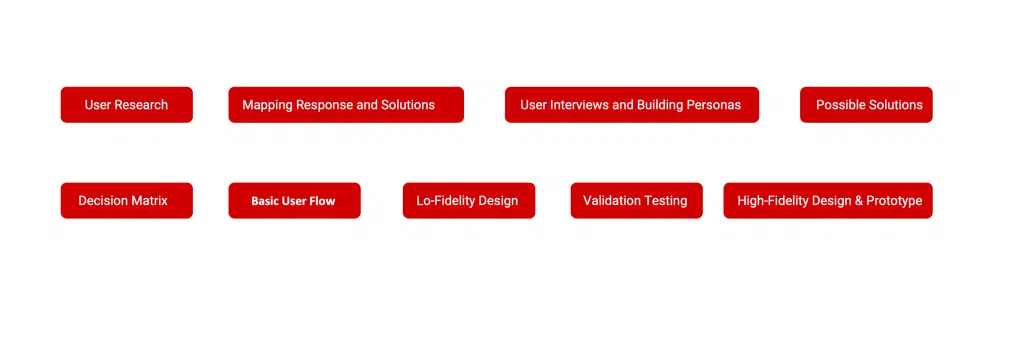 User Research
Mapping Response and Solutions
User Interviews and Building Personas
Possible Solutions
Decision Matrix
Basic User Flow
Lo-Fidelity Design
Validation Testing
High-Fidelity Design & Prototype